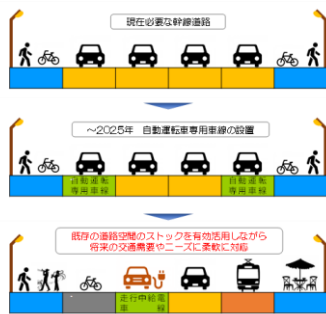 現在必要な幹線道路
～2025年 自動運転車専用車線の設置
自動運転
専用車線
自動運転
専用車線
既存の道路空間のストックを有効活用しながら
将来の交通需要やニーズに柔軟に対応
走行中給電
車線